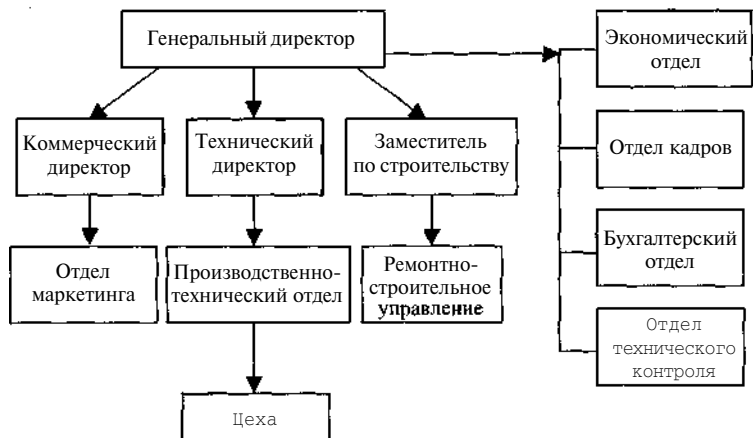 Генеральный директор
Экономический
отдел
Коммерческий
директор
Технический
директор
Заместитель
по строительству
Отдел кадров
Отдел
маркетинга
Производственно-
технический отдел
Ремонтно-
строительное
управление
Бухгалтерский
отдел
Отдел
технического
контроля
Цеха